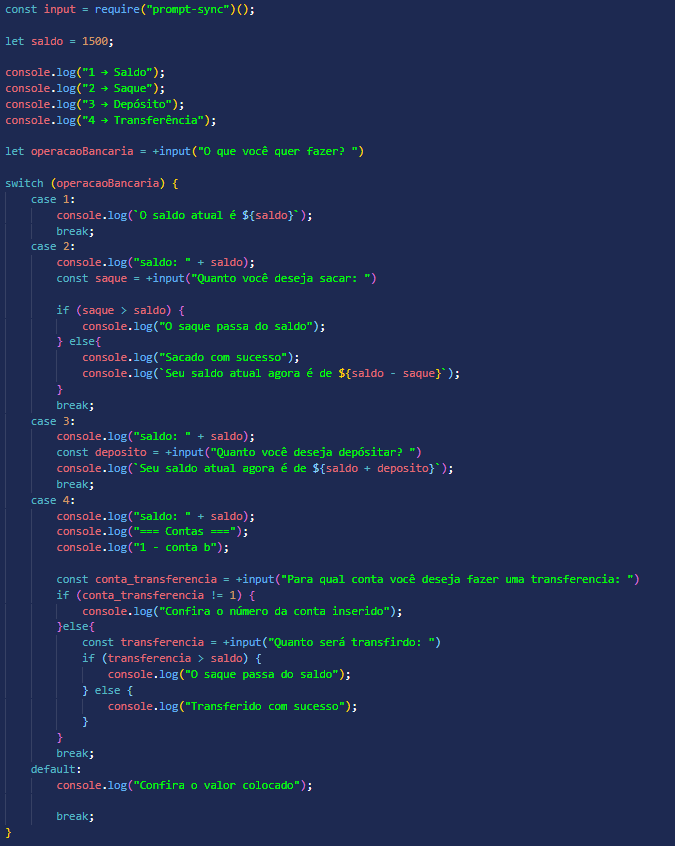 const input = require("prompt-sync")();

let saldo = 1500;

console.log("1 → Saldo");
console.log("2 → Saque");
console.log("3 → Depósito");
console.log("4 → Transferência");

let operacaoBancaria = +input("O que você quer fazer? ")

switch (operacaoBancaria) {
    case 1:
        console.log(`O saldo atual é ${saldo}`);
        break;
    case 2:
        console.log("saldo: " + saldo);
        const saque = +input("Quanto você deseja sacar: ")

        if (saque > saldo) {
            console.log("O saque passa do saldo");
        } else{
            console.log("Sacado com sucesso");
            console.log(`Seu saldo atual agora é de ${saldo - saque}`);
        }
        break;
    case 3:
        console.log("saldo: " + saldo);
        const deposito = +input("Quanto você deseja depósitar? ")
        console.log(`Seu saldo atual agora é de ${saldo + deposito}`);
        break;
    case 4:
        console.log("saldo: " + saldo);
        console.log("=== Contas ===");
        console.log("1 - conta b");

        const conta_transferencia = +input("Para qual conta você deseja fazer uma transferencia: ")
        if (conta_transferencia != 1) {
            console.log("Confira o número da conta inserido");
        }else{
            const transferencia = +input("Quanto será transfirdo: ")
            if (transferencia > saldo) {
                console.log("O saque passa do saldo");
            } else {
                console.log("Transferido com sucesso");
            }
        }
        break;
    default:
        console.log("Confira o valor colocado");

        break;
}